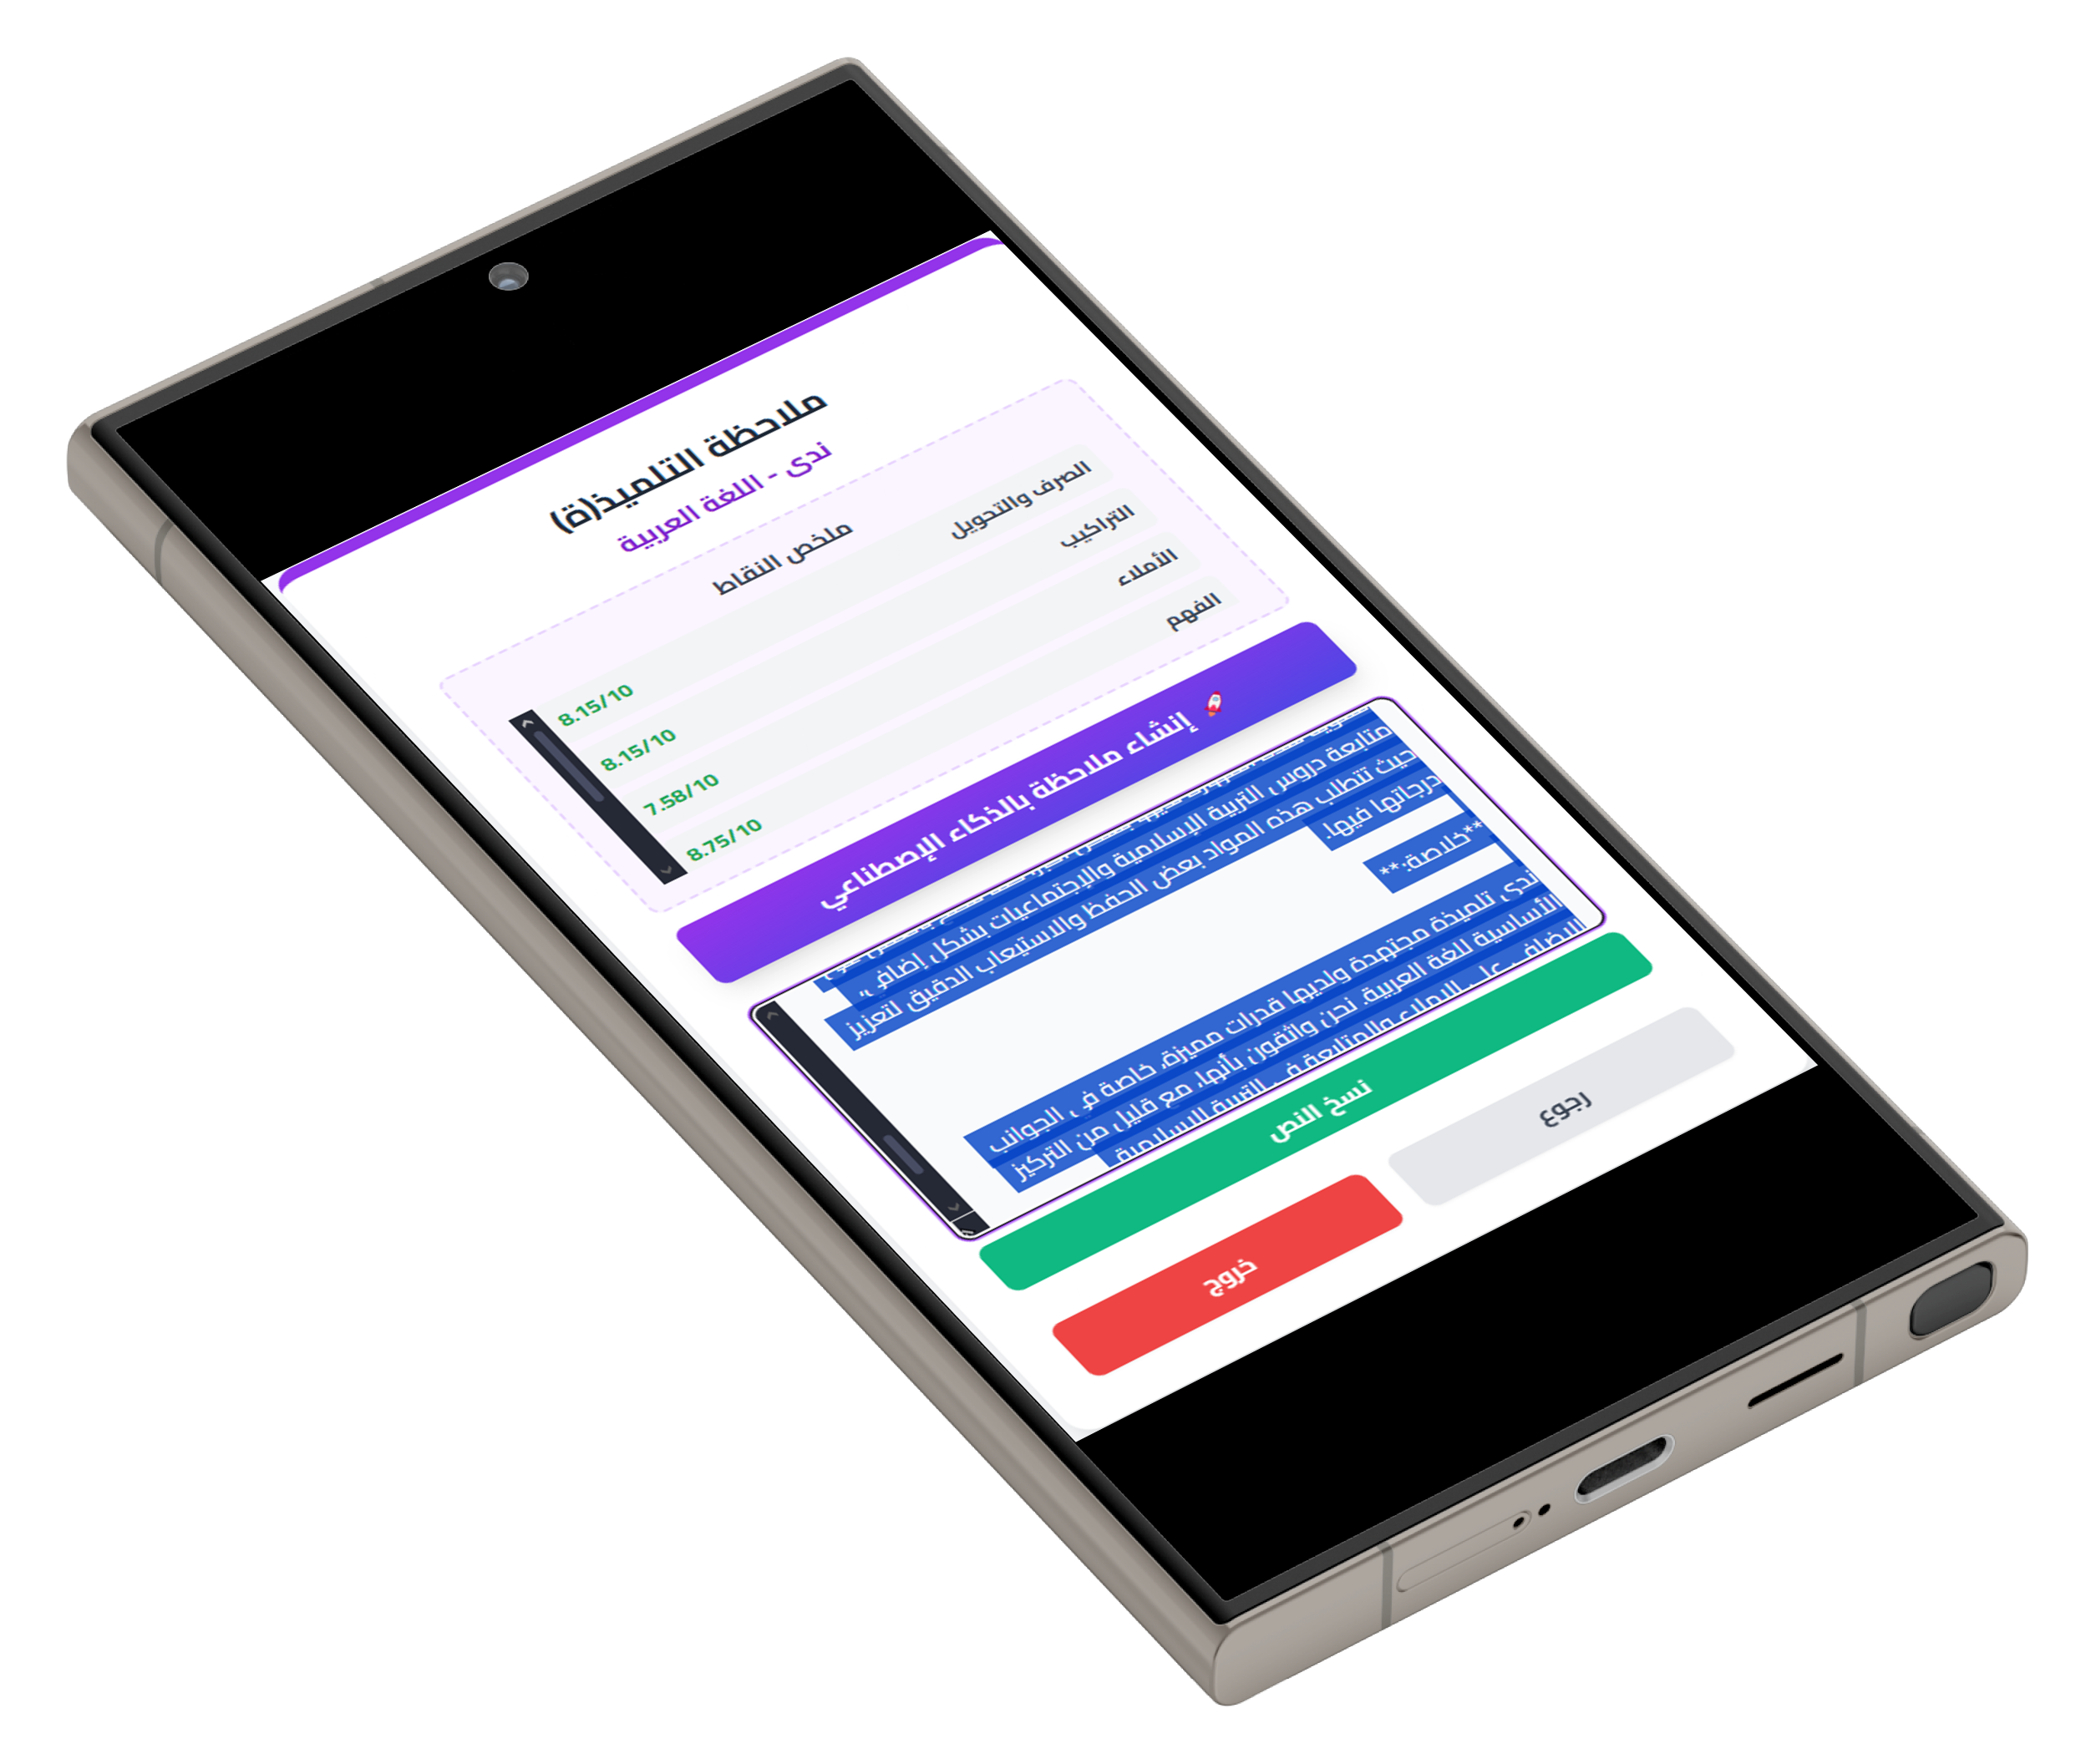 ملاحظة التلميذ(ة)
ندى - اللغة العربية
ملخص النقاط
الصرف والتحويل 8.15/10
التراكيب 8.15/10
الأملاء 7.58/10
الفهم 8.75/10
🚀 إنشاء ملاحظة بالذكاء الإصطناعي
متابعة دروس التربية الإسلامية والاجتماعيات بشكل إضافي،
حيث تتطلب هذه المواد بعض الحفظ والاستيعاب الدقيق لتعزيز
درجاتها فيها.
**خلاصة:**
ندى تلميذة مجتهدة ولديها قدرات مميزة، خاصة في الجوانب
الأساسية للغة العربية. نحن واثقون بأنها، مع قليل من التركيز
الإضافي على الإملاء والمتابعة في التربية الإسلامية
نسخ النص
رجوع
خروج